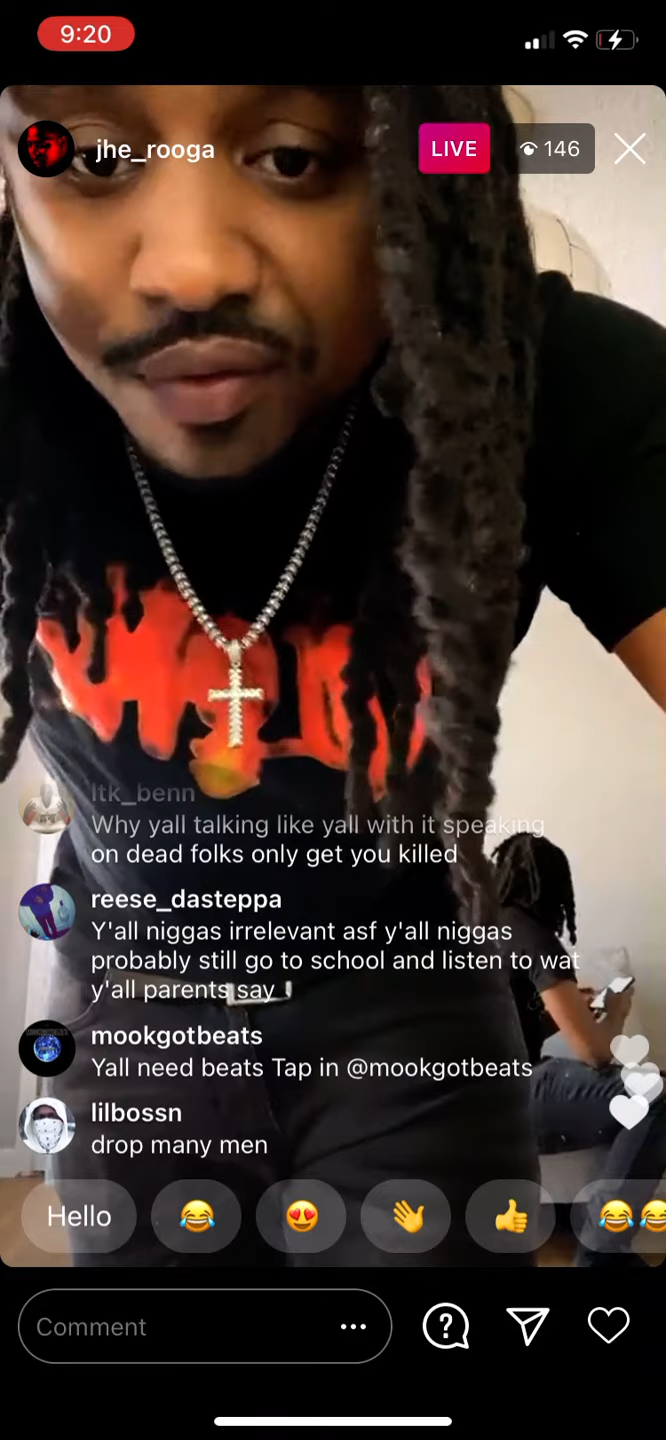 9:20
jhe_rooga
LIVE
146
ltk_benn
Why yall talking like yall with it speaking
on dead folks only get you killed
reese_dasteppa
Y'all niggas irrelevant asf y'all niggas
probably still go to school and listen to wat
y'all parents say
mookgotbeats
Yall need beats Tap in @mookgotbeats
lilbossn
drop many men
Hello
Comment